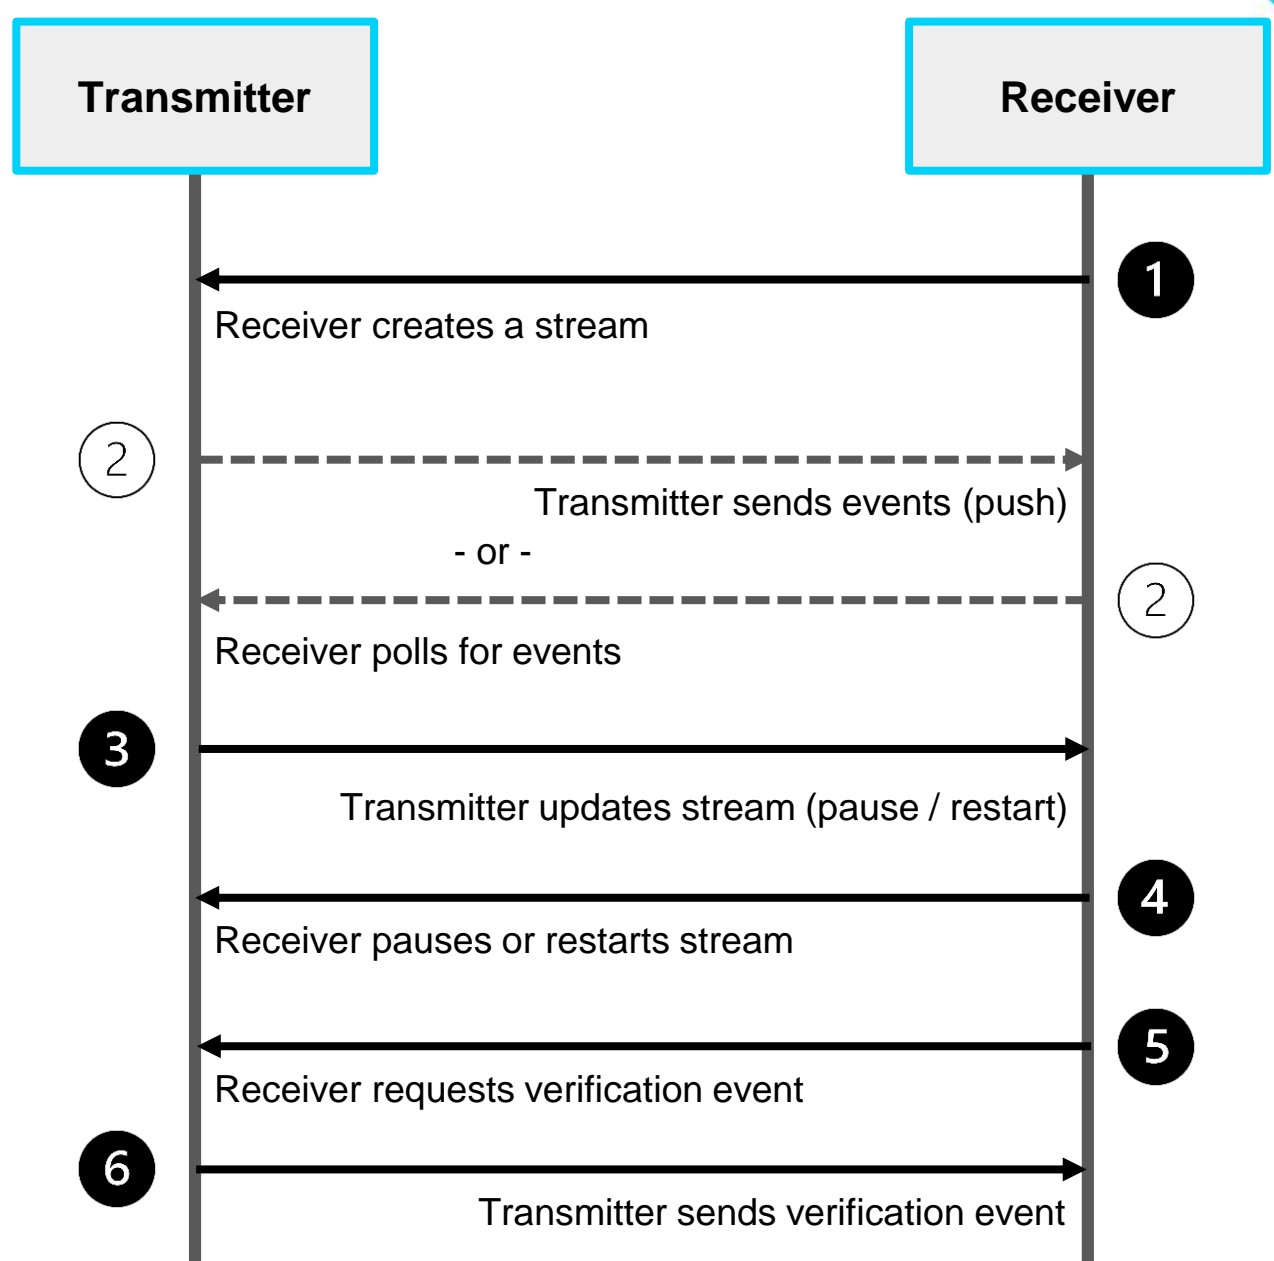 Transmitter
Receiver
1
Receiver creates a stream
2
Transmitter sends events (push)
- or -
2
Receiver polls for events
3
Transmitter updates stream (pause / restart)
4
Receiver pauses or restarts stream
5
Receiver requests verification event
6
Transmitter sends verification event